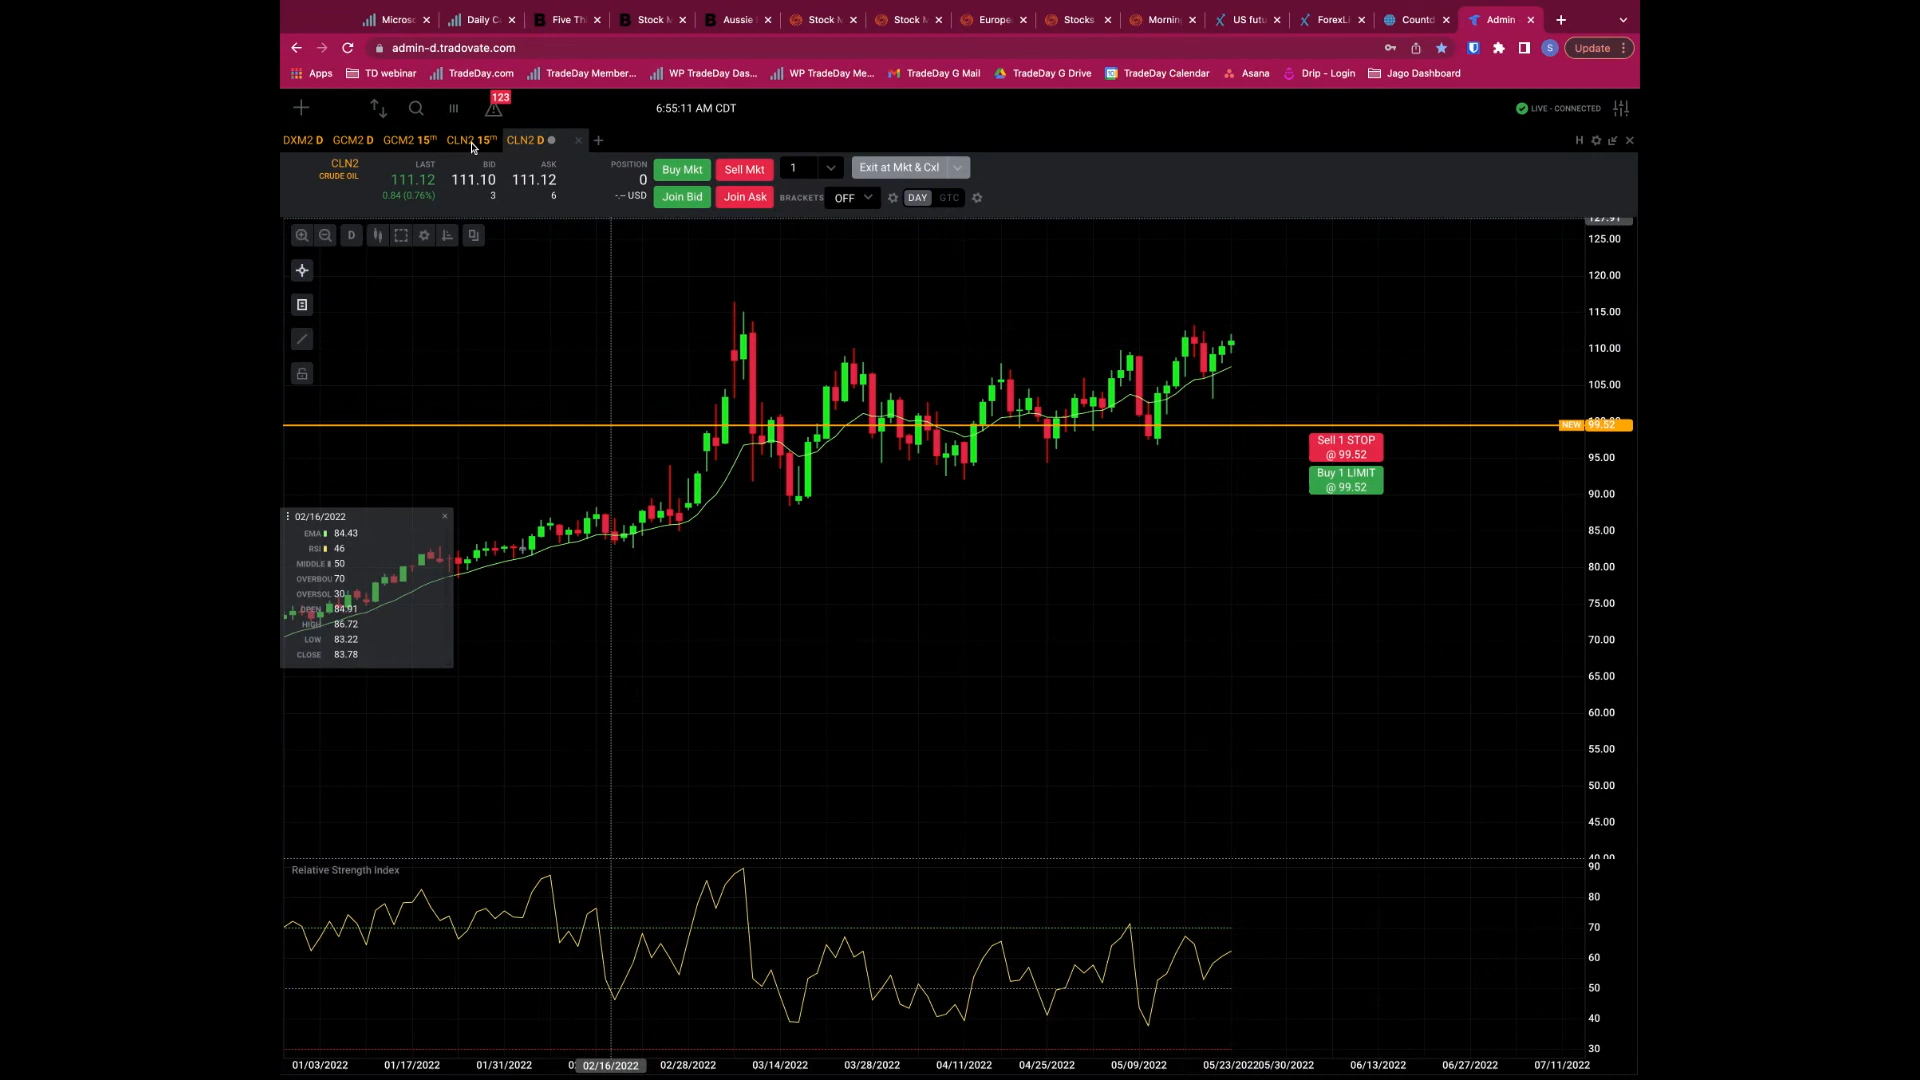 Microsc
Daily C
Five Th
Stock M
Aussie
Stock M
Stock M
Europe
Stocks
Mornin
US futu
ForexLi
Countd
Admin
admin-d.tradovate.com
S
Update
Apps
TD webinar
TradeDay.com
TradeDay Member...
WP TradeDay Das...
WP TradeDay Me...
TradeDay G Mail
TradeDay G Drive
TradeDay Calendar
Asana
Drip - Login
Jago Dashboard
123
6:55:11 AM CDT
LIVE - CONNECTED
DXM2 D
GCM2 D
GCM2 15m
CLN2 15m
CLN2 D
H
CLN2
CRUDE OIL
LAST
111.12
0.84 (0.76%)
BID
111.10
3
ASK
111.12
6
POSITION
0
-.-- USD
Buy Mkt
Sell Mkt
1
Exit at Mkt & Cxl
Join Bid
Join Ask
BRACKETS
OFF
DAY
GTC
D
127.91
125.00
120.00
115.00
110.00
105.00
NEW
99.52
95.00
90.00
85.00
80.00
75.00
70.00
65.00
60.00
55.00
50.00
45.00
40.00
Sell 1 STOP
@ 99.52
Buy 1 LIMIT
@ 99.52
02/16/2022
EMA 84.43
RSI 46
MIDDLE 50
OVERBOU 70
OVERSOL 30
OPEN 84.91
HIGH 86.72
LOW 83.22
CLOSE 83.78
Relative Strength Index
90
80
70
60
50
40
30
01/03/2022
01/17/2022
01/31/2022
02/16/2022
02/28/2022
03/14/2022
03/28/2022
04/11/2022
04/25/2022
05/09/2022
05/23/2022
05/30/2022
06/13/2022
06/27/2022
07/11/2022